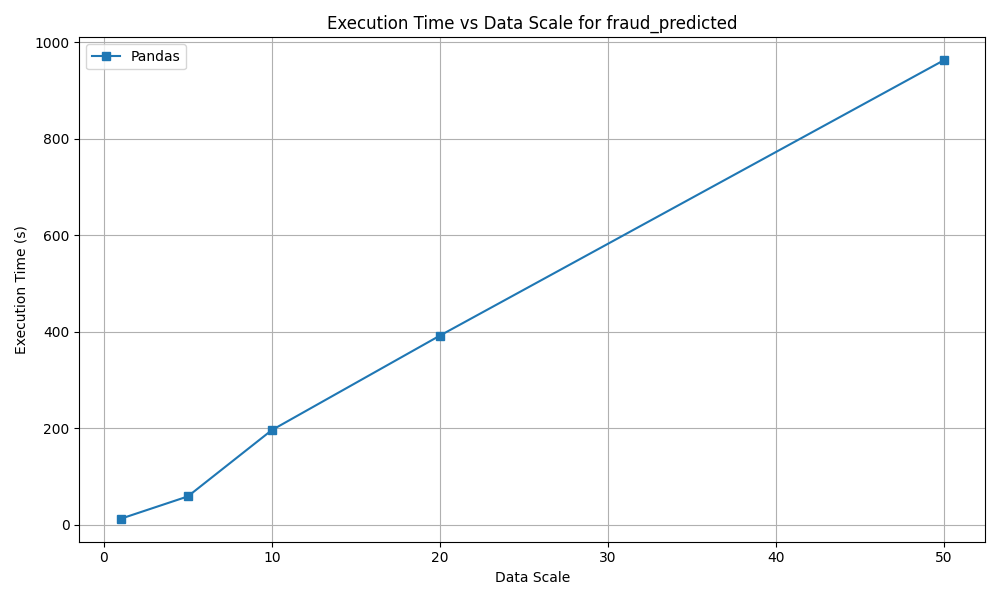 Execution Time vs Data Scale for fraud_predicted
Pandas
Execution Time (s)
1000
800
600
400
200
0
0 10 20 30 40 50
Data Scale